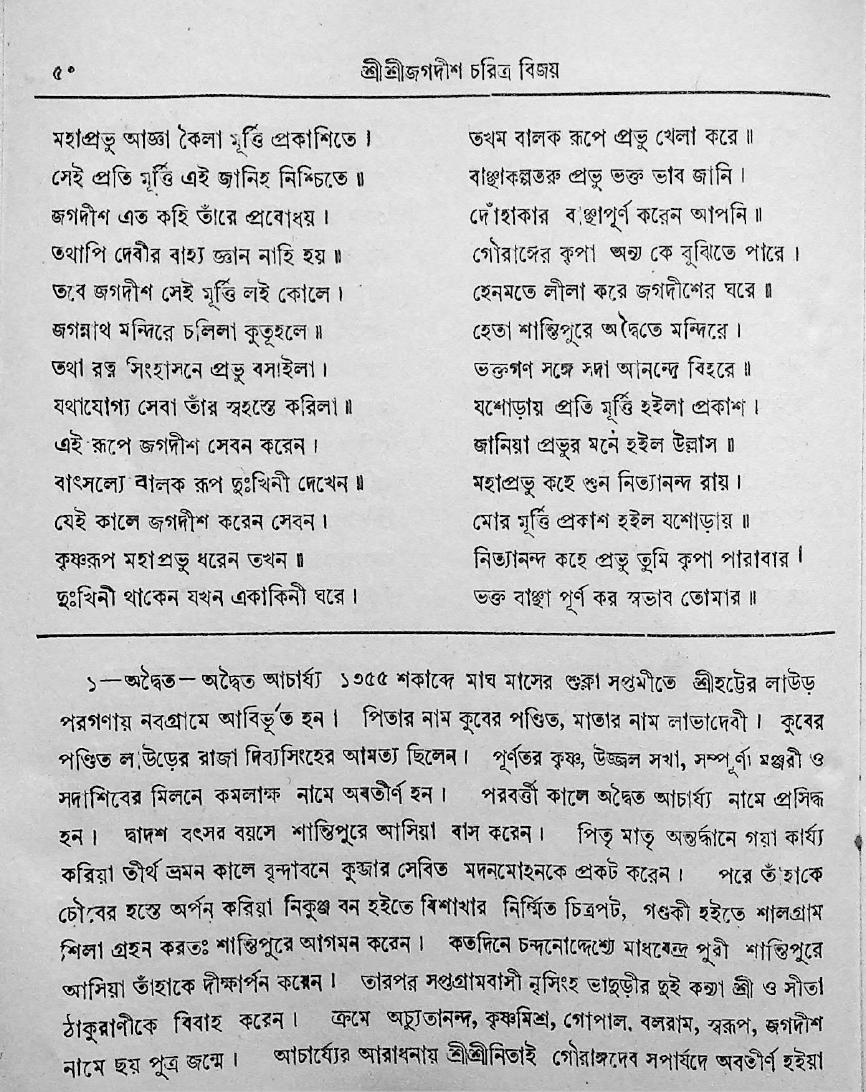 ৫০
শ্রীশ্রীজগদীশ চরিত্র বিজয়
মহাপ্রভু আজ্ঞা কৈলা মূর্ত্তি প্রকাশিতে।
সেই প্রতি মূর্ত্তি এই জানিহ নিশ্চিতে॥
জগদীশ এত কহি তাঁরে প্রবোধয়।
তথাপি দেবীর বাহ্য জ্ঞান নাহি হয়॥
তবে জগদীশ সেই মূর্ত্তি লই কোলে।
জগন্নাথ মন্দিরে চলিলা কুতূহলে॥
তথা রত্ন সিংহাসনে প্রভু বসাইলা।
যথাযোগ্য সেবা তাঁর স্বহস্তে করিলা॥
এই রূপে জগদীশ সেবন করেন।
বাৎসল্যে বালক রূপ দুঃখিনী দেখেন॥
যেই কালে জগদীশ করেন সেবন।
কৃষ্ণরূপ মহাপ্রভু ধরেন তখন॥
দুঃখিনী থাকেন যখন একাকিনী ঘরে।
তখম বালক রূপে প্রভু খেলা করে॥
বাঞ্ছাকল্পতরু প্রভু ভক্ত ভাব জানি।
দোঁহাকার বাঞ্ছাপূর্ণ করেন আপনি॥
গৌরাঙ্গের কৃপা অন্য কে বুঝিতে পারে।
হেনমতে লীলা করে জগদীশের ঘরে॥
হেতা শান্তিপুরে অদ্বৈতে মন্দিরে।
ভক্তগণ সঙ্গে সদা আনন্দে বিহরে॥
যশোড়ায় প্রতি মূর্ত্তি হইলা প্রকাশ।
জানিয়া প্রভুর মনে হইল উল্লাস॥
মহাপ্রভু কহে শুন নিত্যানন্দ রায়।
মোর মূর্ত্তি প্রকাশ হইল যশোড়ায়॥
নিত্যানন্দ কহে প্রভু তুমি কৃপা পারাবার।
ভক্ত বাঞ্ছা পূর্ণ কর স্বভাব তোমার॥
১—অদ্বৈত—অদ্বৈত আচার্য্য ১৩৫৫ শকাব্দে মাঘ মাসের শুক্লা সপ্তমীতে শ্রীহট্টের লাউড়
পরগণায় নবগ্রামে আবির্ভূত হন। পিতার নাম কুবের পণ্ডিত, মাতার নাম লাভাদেবী। কুবের
পণ্ডিত লাউড়ের রাজা দিব্যসিংহের আমত্য ছিলেন। পূর্ণতর কৃষ্ণ, উজ্জল সখা, সম্পূর্ণা মঞ্জরী ও
সদাশিবের মিলনে কমলাক্ষ নামে অবতীর্ণ হন। পরবর্ত্তী কালে অদ্বৈত আচার্য্য নামে প্রসিদ্ধ
হন। দ্বাদশ বৎসর বয়সে শান্তিপুরে আসিয়া বাস করেন। পিতৃ মাতৃ অন্তর্দ্ধানে গয়া কার্য্য
করিয়া তীর্থ ভ্রমন কালে বৃন্দাবনে কুব্জার সেবিত মদনমোহনকে প্রকট করেন। পরে তাঁহাকে
চৌবের হস্তে অর্পন করিয়া নিকুঞ্জ বন হইতে বিশাখার নির্ম্মিত চিত্রপট, গণ্ডকী হইতে শালগ্রাম
শিলা গ্রহন করতঃ শান্তিপুরে আগমন করেন। কতদিনে চন্দনোদ্দেশ্যে মাধবেন্দ্র পুরী শান্তিপুরে
আসিয়া তাঁহাকে দীক্ষার্পন করেন। তারপর সপ্তগ্রামবাসী নৃসিংহ ভাদুড়ীর দুই কন্যা শ্রী ও সীতা
ঠাকুরাণীকে বিবাহ করেন। ক্রমে অচ্যুতানন্দ, কৃষ্ণমিশ্র, গোপাল, বলরাম, স্বরূপ, জগদীশ
নামে ছয় পুত্র জন্মে। আচার্য্যের আরাধনায় শ্রীশ্রীনিতাই গৌরাঙ্গদেব সপার্ষদে অবতীর্ণ হইয়া